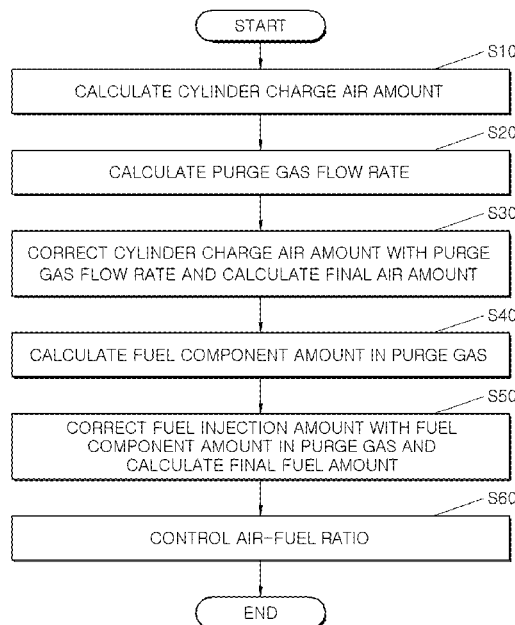 START
S10
CALCULATE CYLINDER CHARGE AIR AMOUNT
S20
CALCULATE PURGE GAS FLOW RATE
S30
CORRECT CYLINDER CHARGE AIR AMOUNT WITH PURGE
GAS FLOW RATE AND CALCULATE FINAL AIR AMOUNT
S40
CALCULATE FUEL COMPONENT AMOUNT IN PURGE GAS
S50
CORRECT FUEL INJECTION AMOUNT WITH FUEL
COMPONENT AMOUNT IN PURGE GAS AND
CALCULATE FINAL FUEL AMOUNT
S60
CONTROL AIR-FUEL RATIO
END